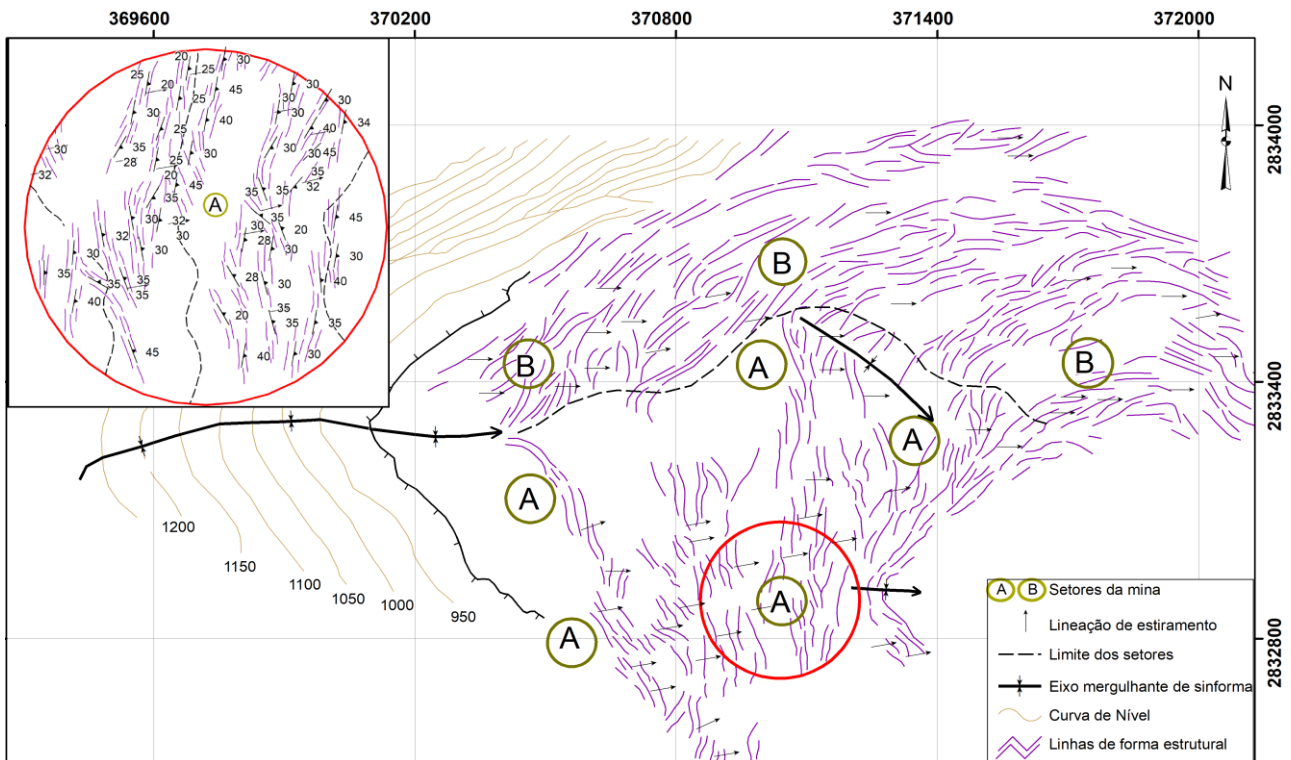 369600 370200 370800 371400 372000
20 30
25 25
20 45 30 30
25
30 30 30
25 40 40 34
35 30
30 30 45
25 30
28 35
32 20 45 35 32
35
A
30 32 35 35 45
30 30 20
32 30 28 30
30 30
35 35 28 30
35 35 40
40 20 35 35
45 40 30
N
2834000
B
B A B
2833400
A
A
1200
1150
1100
1050
1000
950
A
A
2832800
A B Setores da mina
Lineação de estiramento
Limite dos setores
Eixo mergulhante de sinforma
Curva de Nível
Linhas de forma estrutural